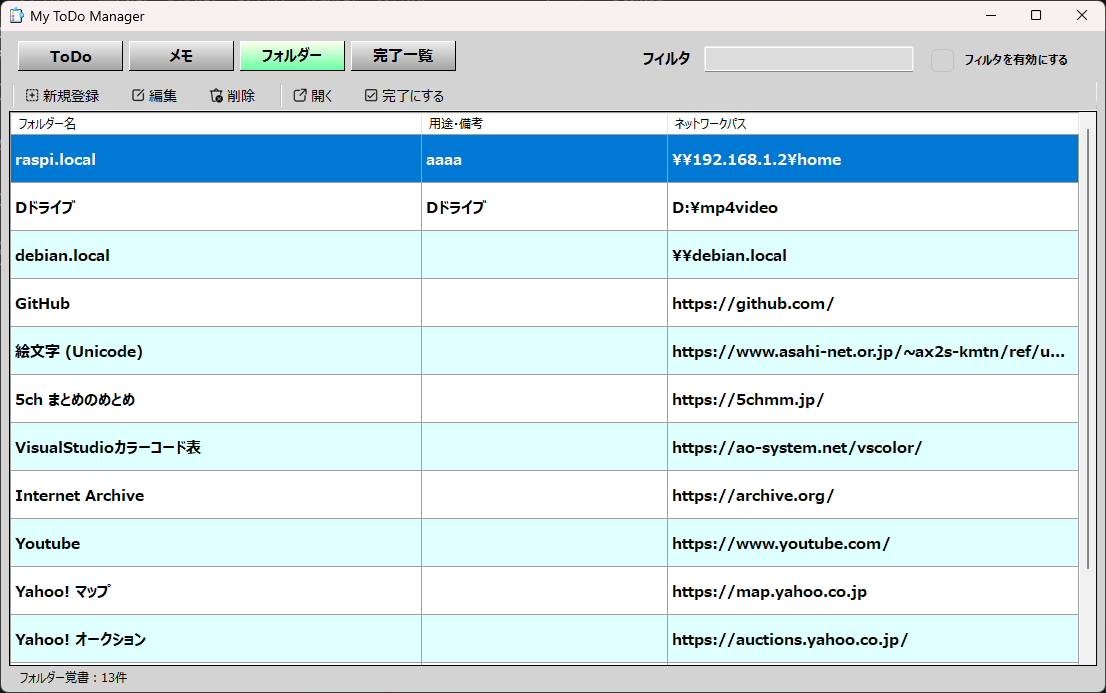 My ToDo Manager
ToDo メモ フォルダー 完了一覧 フィルタ フィルタを有効にする
新規登録 編集 削除 開く 完了にする
フォルダー名 用途・備考 ネットワークパス
raspi.local aaaa ¥¥192.168.1.2¥home
Dドライブ Dドライブ D:¥mp4video
debian.local ¥¥debian.local
GitHub https://github.com/
絵文字 (Unicode) https://www.asahi-net.or.jp/~ax2s-kmtn/ref/u...
5ch まとめのめとめ https://5chmm.jp/
VisualStudioカラーコード表 https://ao-system.net/vscolor/
Internet Archive https://archive.org/
Youtube https://www.youtube.com/
Yahoo! マップ https://map.yahoo.co.jp
Yahoo! オークション https://auctions.yahoo.co.jp/
フォルダー覚書：13件